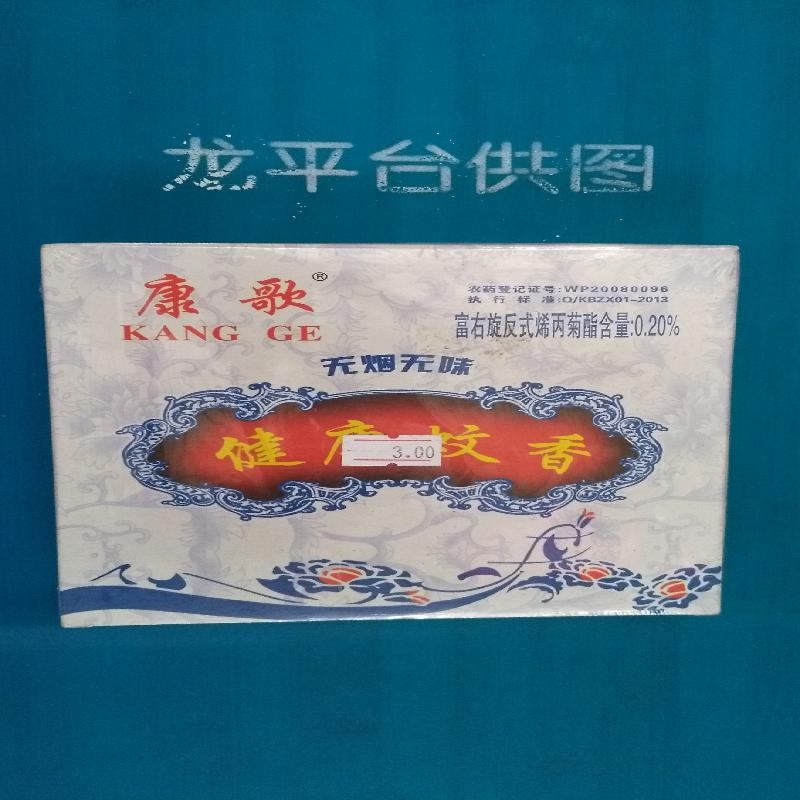 龙平台供图
康歌®
KANG GE
农药登记证号:WP20080096
执行标准:Q/KBZX01-2013
富右旋反式烯丙菊酯含量:0.20%
无烟无味
健康蚊香
3.00